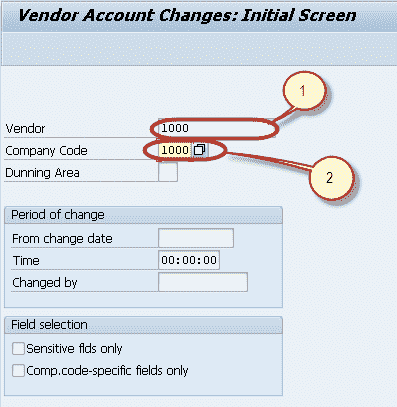 Vendor Account Changes: Initial Screen
1
Vendor 1000
Company Code 1000
Dunning Area
2
Period of change
From change date
Time 00:00:00
Changed by
Field selection
Sensitive flds only
Comp.code-specific fields only